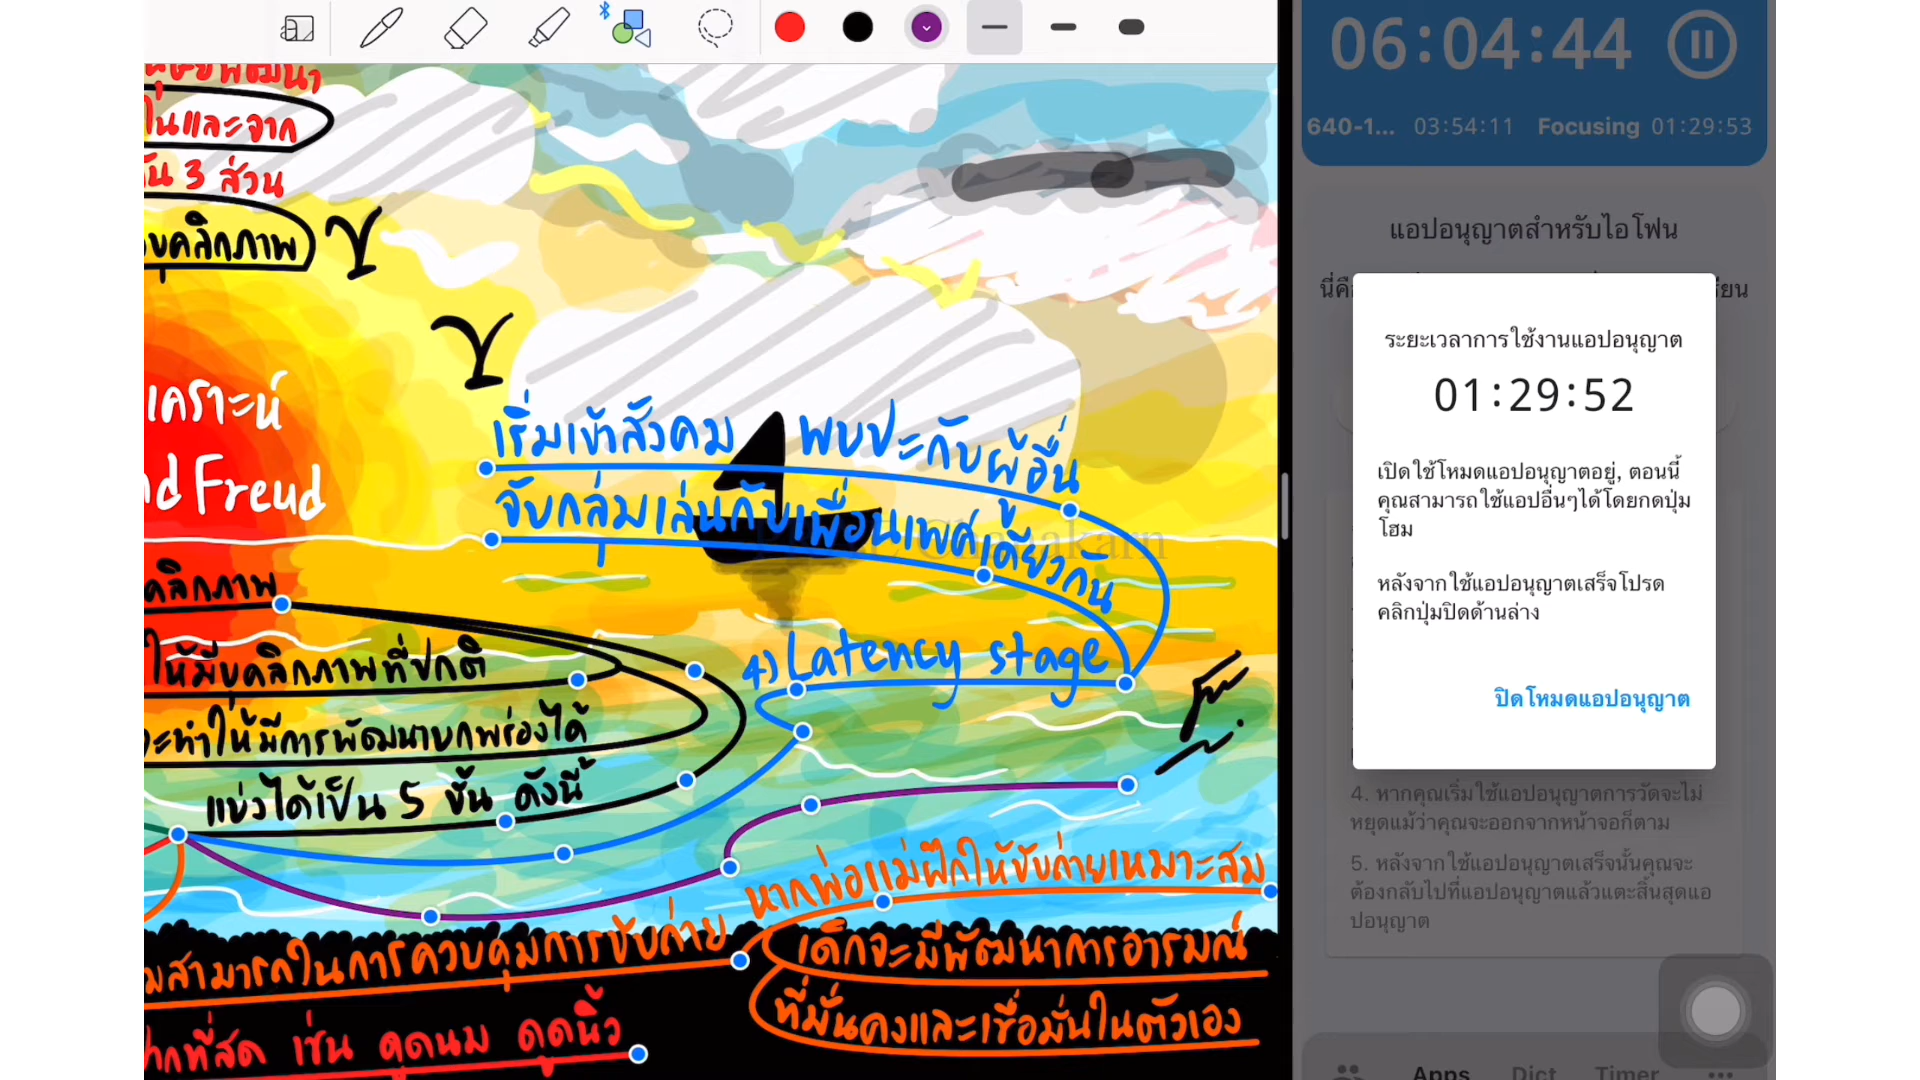 ในและจาก
3 ส่วน
บุคลิกภาพ
เคราะห์
nd Freud
คลิกภาพ
ให้มีบุคลิกภาพที่ปกติ
จะทำให้มีการพัฒนาบกพร่องได้
แบ่งได้เป็น 5 ขั้น ดังนี้
เริ่มเข้าสังคม พบปะกับผู้อื่น
จับกลุ่มเล่นกับเพื่อนเพศเดียวกัน
4) Latency stage
หากพ่อแม่ฝึกให้ขับถ่ายเหมาะสม
เด็กจะมีพัฒนาการอารมณ์
ที่มั่นคงและเชื่อมั่นในตัวเอง
มสามารถในการควบคุมการขับถ่าย
ปากที่สุด เช่น ดูดนม ดูดนิ้ว
06:04:44
640-1... 03:54:11 Focusing 01:29:53
แอปอนุญาตสำหรับไอโฟน
ระยะเวลาการใช้งานแอปอนุญาต
01:29:52
เปิดใช้โหมดแอปอนุญาตอยู่, ตอนนี้
คุณสามารถใช้แอปอื่นๆได้โดยกดปุ่ม
โฮม
หลังจากใช้แอปอนุญาตเสร็จโปรด
คลิกปุ่มปิดด้านล่าง
ปิดโหมดแอปอนุญาต
4. หากคุณเริ่มใช้แอปอนุญาตการวัดจะไม่
หยุดแม้ว่าคุณจะออกจากหน้าจอก็ตาม
5. หลังจากใช้แอปอนุญาตเสร็จนั้นคุณจะ
ต้องกลับไปที่แอปอนุญาตแล้วแตะสิ้นสุดแอ
ปอนุญาต
Apps Dict Timer